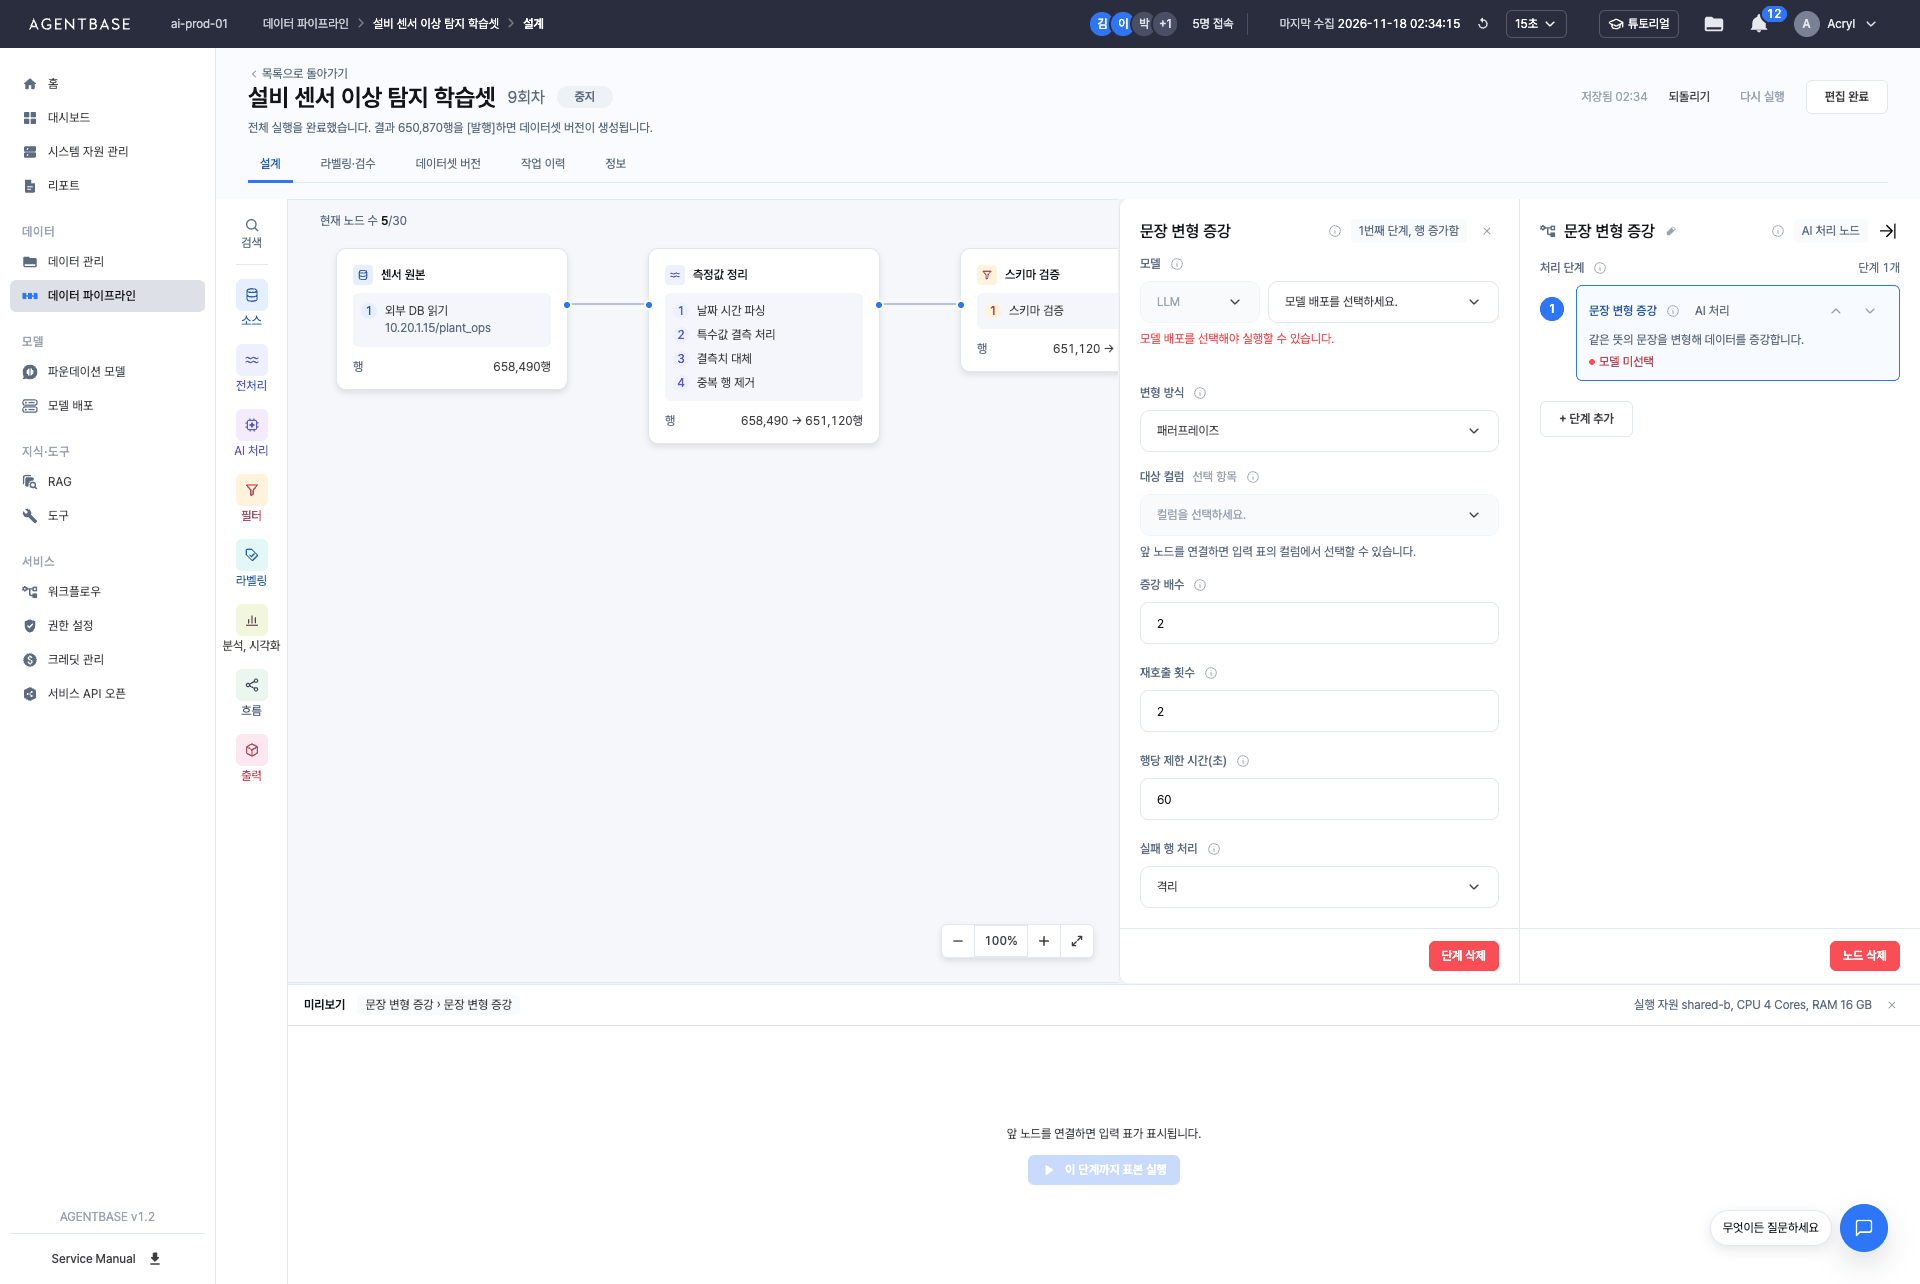 AGENTBASE
ai-prod-01
데이터 파이프라인 > 설비 센서 이상 탐지 학습셋 > 설계
김 이 박 +1 5명 접속
마지막 수집 2026-11-18 02:34:15
15초
튜토리얼
12
A Acryl
홈
대시보드
시스템 자원 관리
리포트
데이터
데이터 관리
데이터 파이프라인
모델
파운데이션 모델
모델 배포
지식·도구
RAG
도구
서비스
워크플로우
권한 설정
크레딧 관리
서비스 API 오픈
AGENTBASE v1.2
Service Manual
목록으로 돌아가기
설비 센서 이상 탐지 학습셋 9회차 중지
전체 실행을 완료했습니다. 결과 650,870행을 [발행]하면 데이터셋 버전이 생성됩니다.
저장됨 02:34 되돌리기 다시 실행 편집 완료
설계 라벨링·검수 데이터셋 버전 작업 이력 정보
검색
소스
전처리
AI 처리
필터
라벨링
분석, 시각화
흐름
출력
현재 노드 수 5/30
센서 원본
1 외부 DB 읽기
10.20.1.15/plant_ops
행 658,490행
측정값 정리
1 날짜 시간 파싱
2 특수값 결측 처리
3 결측치 대체
4 중복 행 제거
행 658,490 → 651,120행
스키마 검증
1 스키마 검증
행 651,120 →
100%
문장 변형 증강 1번째 단계, 행 증가함
모델
LLM 모델 배포를 선택하세요.
모델 배포를 선택해야 실행할 수 있습니다.
변형 방식
패러프레이즈
대상 컬럼 선택 항목
컬럼을 선택하세요.
앞 노드를 연결하면 입력 표의 컬럼에서 선택할 수 있습니다.
증강 배수
2
재호출 횟수
2
행당 제한 시간(초)
60
실패 행 처리
격리
단계 삭제
문장 변형 증강 AI 처리 노드
처리 단계 단계 1개
1 문장 변형 증강 AI 처리
같은 뜻의 문장을 변형해 데이터를 증강합니다.
모델 미선택
+ 단계 추가
노드 삭제
미리보기 문장 변형 증강 › 문장 변형 증강
실행 자원 shared-b, CPU 4 Cores, RAM 16 GB
앞 노드를 연결하면 입력 표가 표시됩니다.
이 단계까지 표본 실행
무엇이든 질문하세요